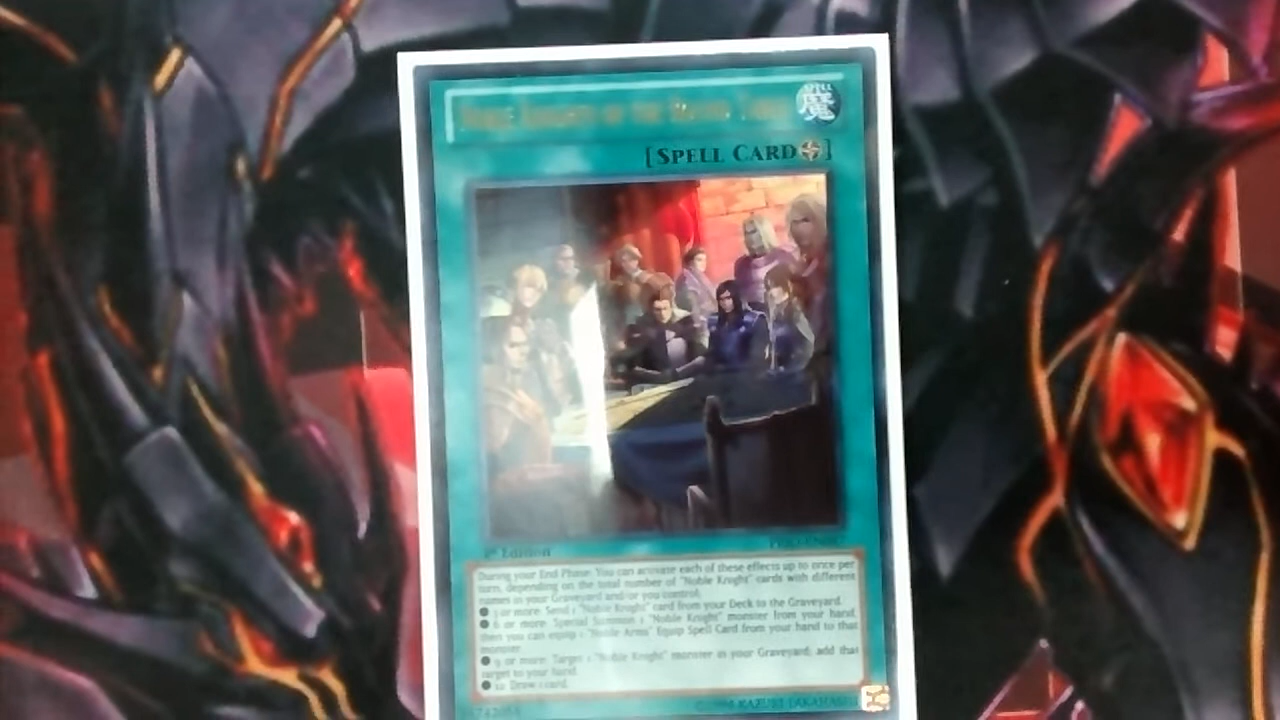 Noble Knights of the Round Table
SPELL
魔
[SPELL CARD]
1st Edition
During your End Phase: You can activate each of these effects up to once per
turn, depending on the total number of "Noble Knight" cards with different
names in your Graveyard and/or you control.
● 3 or more: Send 1 "Noble Knight" card from your Deck to the Graveyard.
● 6 or more: Special Summon 1 "Noble Knight" monster from your hand,
then you can equip 1 "Noble Arms" Equip Spell Card from your hand to that
monster.
● 9 or more: Target 1 "Noble Knight" monster in your Graveyard; add that
target to your hand.
● 12: Draw 1 card.
©1996 KAZUKI TAKAHASHI